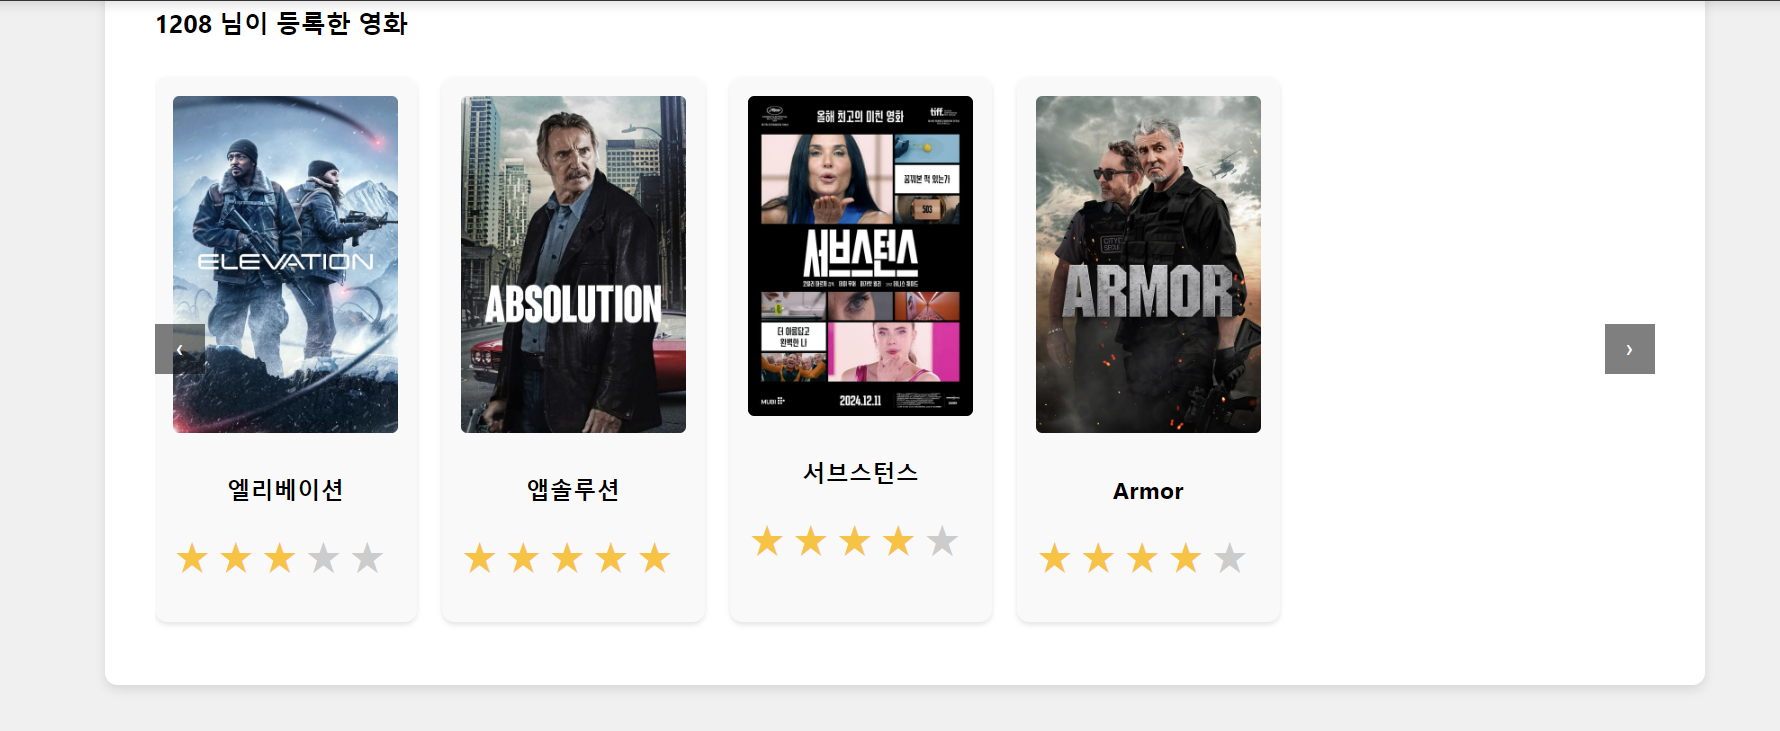 1208 님이 등록한 영화
ELEVATION
엘리베이션
ABSOLUTION
앱솔루션
올해 최고의 미친 영화
tiff
꿈꿔본 적 있는가
503
서브스턴스
더 아름답고
완벽한 나
MUBI
2024.12.11
서브스턴스
CITY
ARMOR
Armor
‹
›